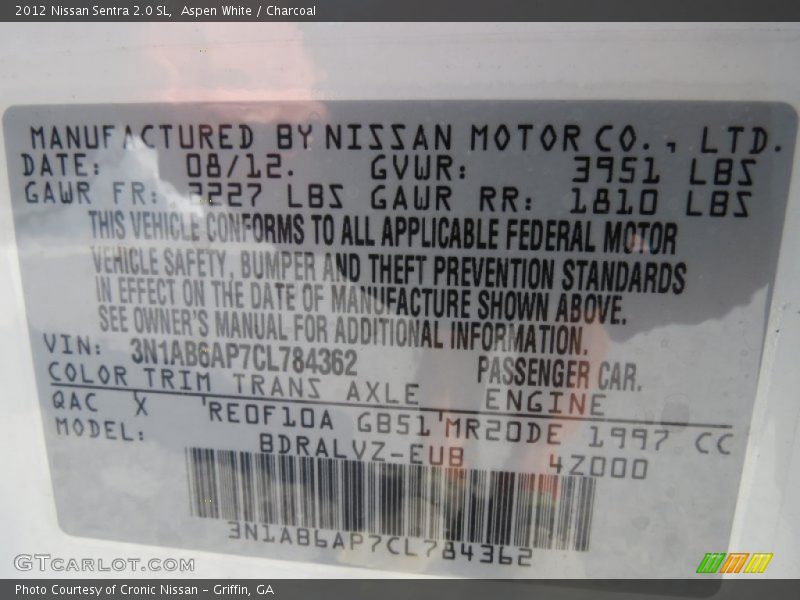 2012 Nissan Sentra 2.0 SL,  Aspen White / Charcoal
MANUFACTURED BY NISSAN MOTOR CO., LTD.
DATE: 08/12. GVWR: 3951 LBS
GAWR FR: 2227 LBS GAWR RR: 1810 LBS
THIS VEHICLE CONFORMS TO ALL APPLICABLE FEDERAL MOTOR
VEHICLE SAFETY, BUMPER AND THEFT PREVENTION STANDARDS
IN EFFECT ON THE DATE OF MANUFACTURE SHOWN ABOVE.
SEE OWNER'S MANUAL FOR ADDITIONAL INFORMATION.
VIN: 3N1AB6AP7CL784362 PASSENGER CAR.
COLOR TRIM TRANS AXLE ENGINE
QAC X RE0F10A GB51 MR20DE 1997 CC
MODEL: BDRALVZ-EUB 4Z000
3N1AB6AP7CL784362
GTCARLOT.COM
Photo Courtesy of Cronic Nissan - Griffin, GA